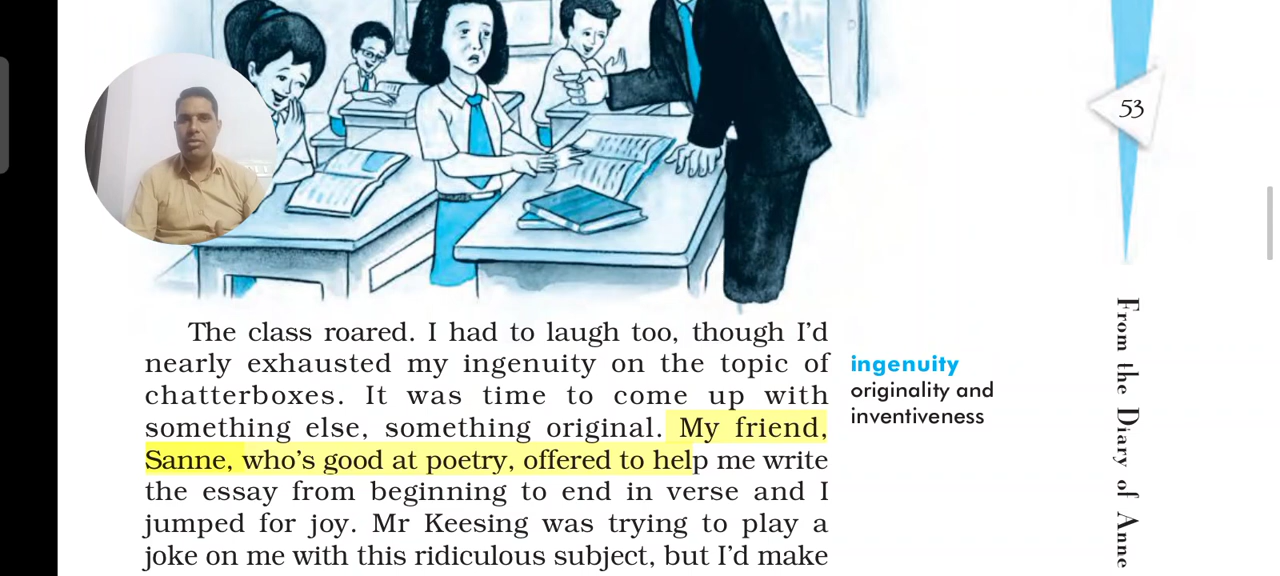 53
The class roared. I had to laugh too, though I'd
nearly exhausted my ingenuity on the topic of
chatterboxes. It was time to come up with
something else, something original. My friend,
Sanne, who's good at poetry, offered to help me write
the essay from beginning to end in verse and I
jumped for joy. Mr Keesing was trying to play a
joke on me with this ridiculous subject, but I'd make
ingenuity
originality and
inventiveness
From the Diary of Anne